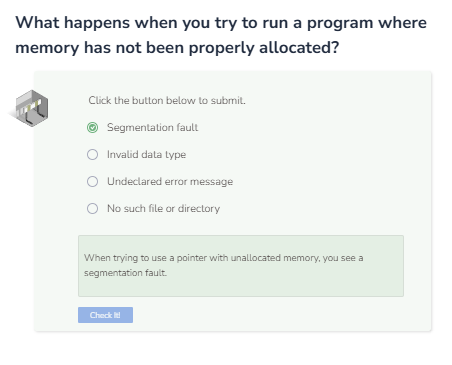 What happens when you try to run a program where
memory has not been properly allocated?
Click the button below to submit.
Segmentation fault
Invalid data type
Undeclared error message
No such file or directory
When trying to use a pointer with unallocated memory, you see a
segmentation fault.
Check It!